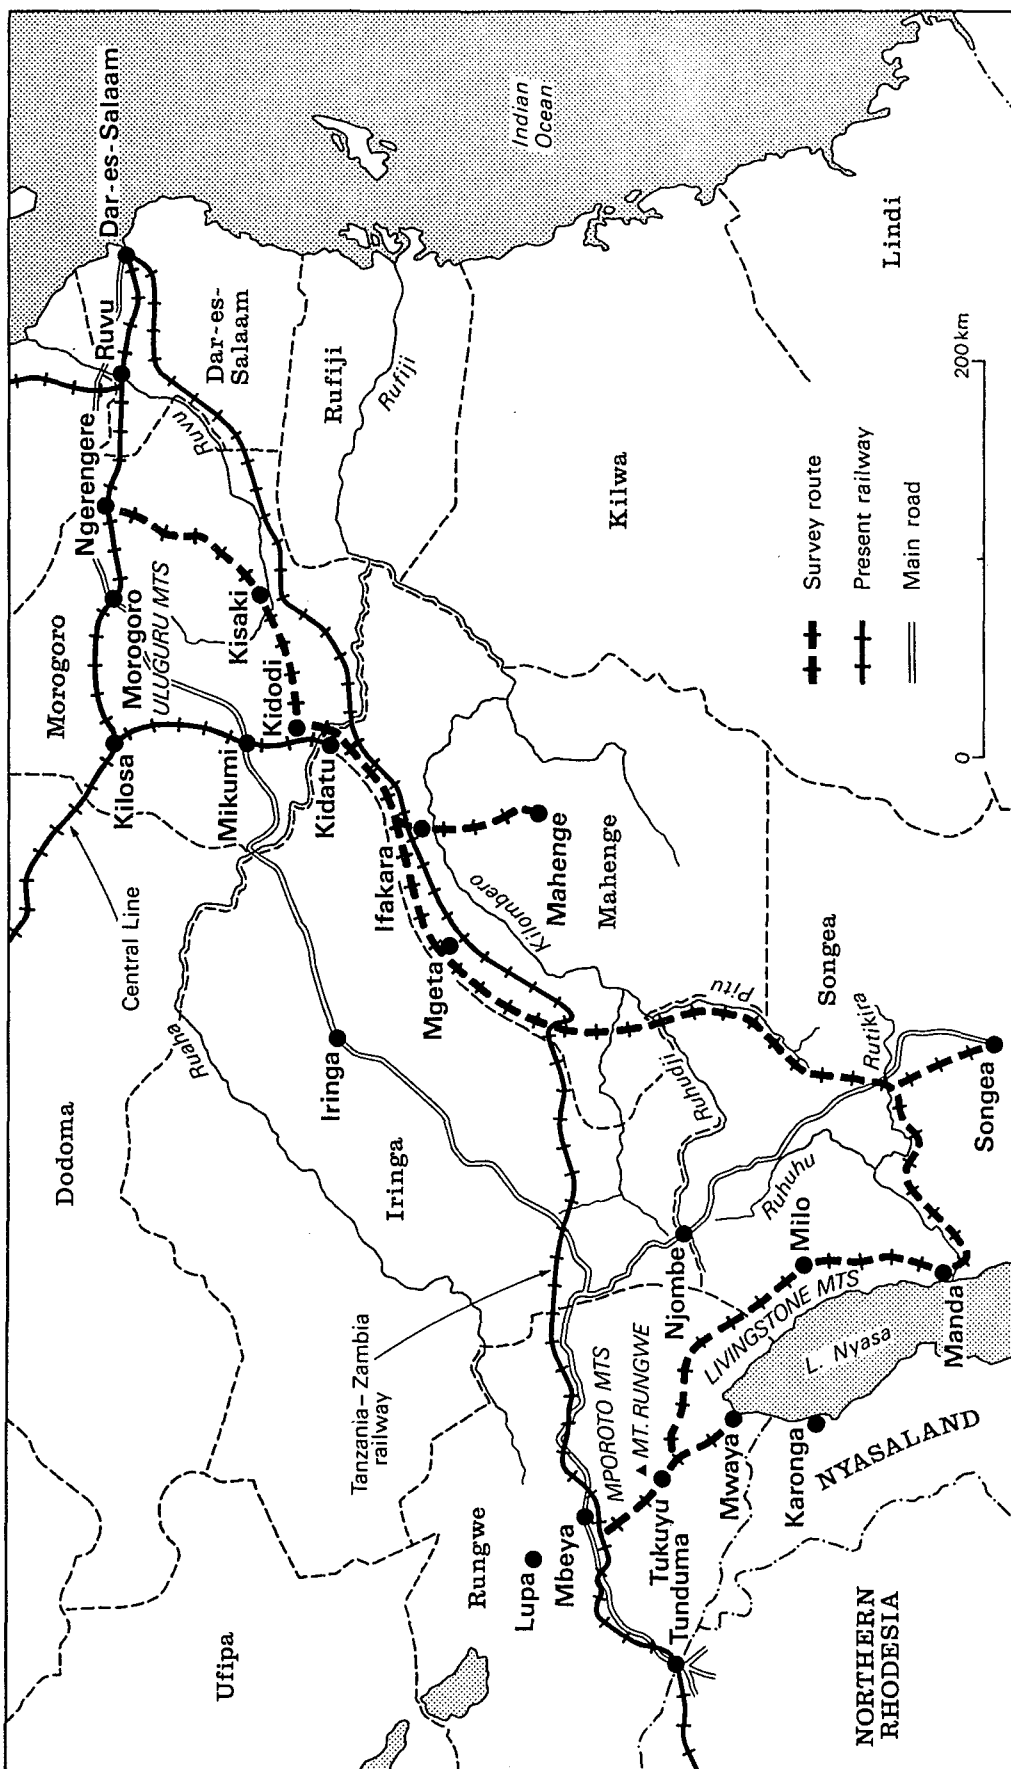 Dar-es-Salaam
Ruvu
Ngerengere
Morogoro
Morogoro
ULUGURU MTS
Kilosa
Central Line
Dodoma
Ufipa
Indian
Ocean
Dar-es-
Salaam
Ruvu
Kisaki
Kidodi
Mikumi
Kidatu
Rufiji
Rufiji
Ruaha
Iringa
Iringa
Ifakara
Mgeta
Kilombero
Mahenge
Mahenge
Kilwa
Lindi
Tanzania–Zambia
railway
Rungwe
Lupa
Mbeya
MPOROTO MTS
MT. RUNGWE
Tukuyu
Tunduma
Njombe
Ruhudji
Pitu
Songea
Rutikira
Songea
Ruhuhu
Milo
LIVINGSTONE MTS
Manda
L. Nyasa
Mwaya
Karonga
NYASALAND
NORTHERN
RHODESIA
Survey route
Present railway
Main road
0
200km